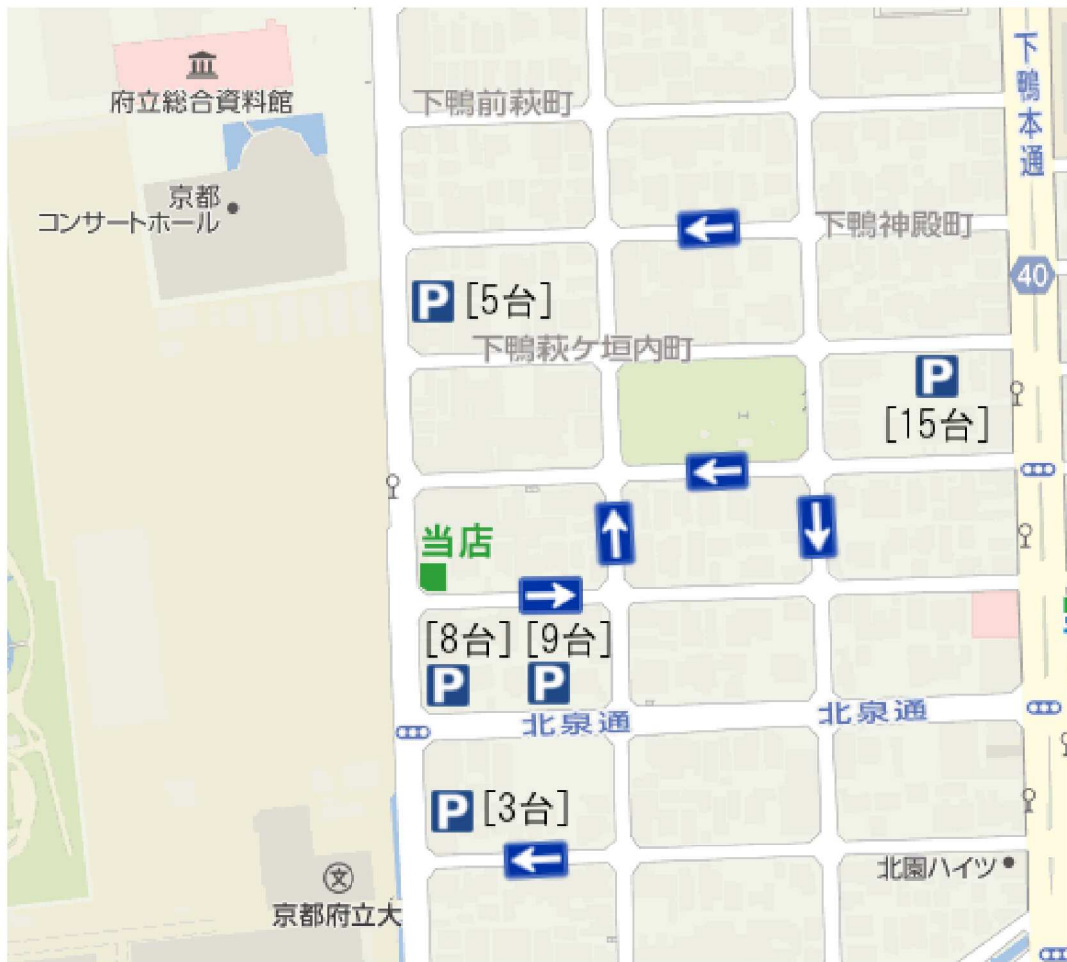 府立総合資料館
下鴨前萩町
下鴨本通
京都
コンサートホール
下鴨神殿町
40
P [5台]
下鴨萩ケ垣内町
P
[15台]
当店
[8台] [9台]
P P
北泉通
北泉通
P [3台]
北園ハイツ
文
京都府立大